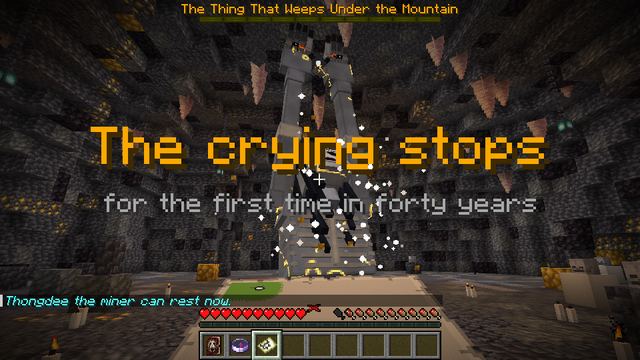 The Thing That Weeps Under the Mountain
The crying stops
for the first time in forty years
Thongdee the miner can rest now.